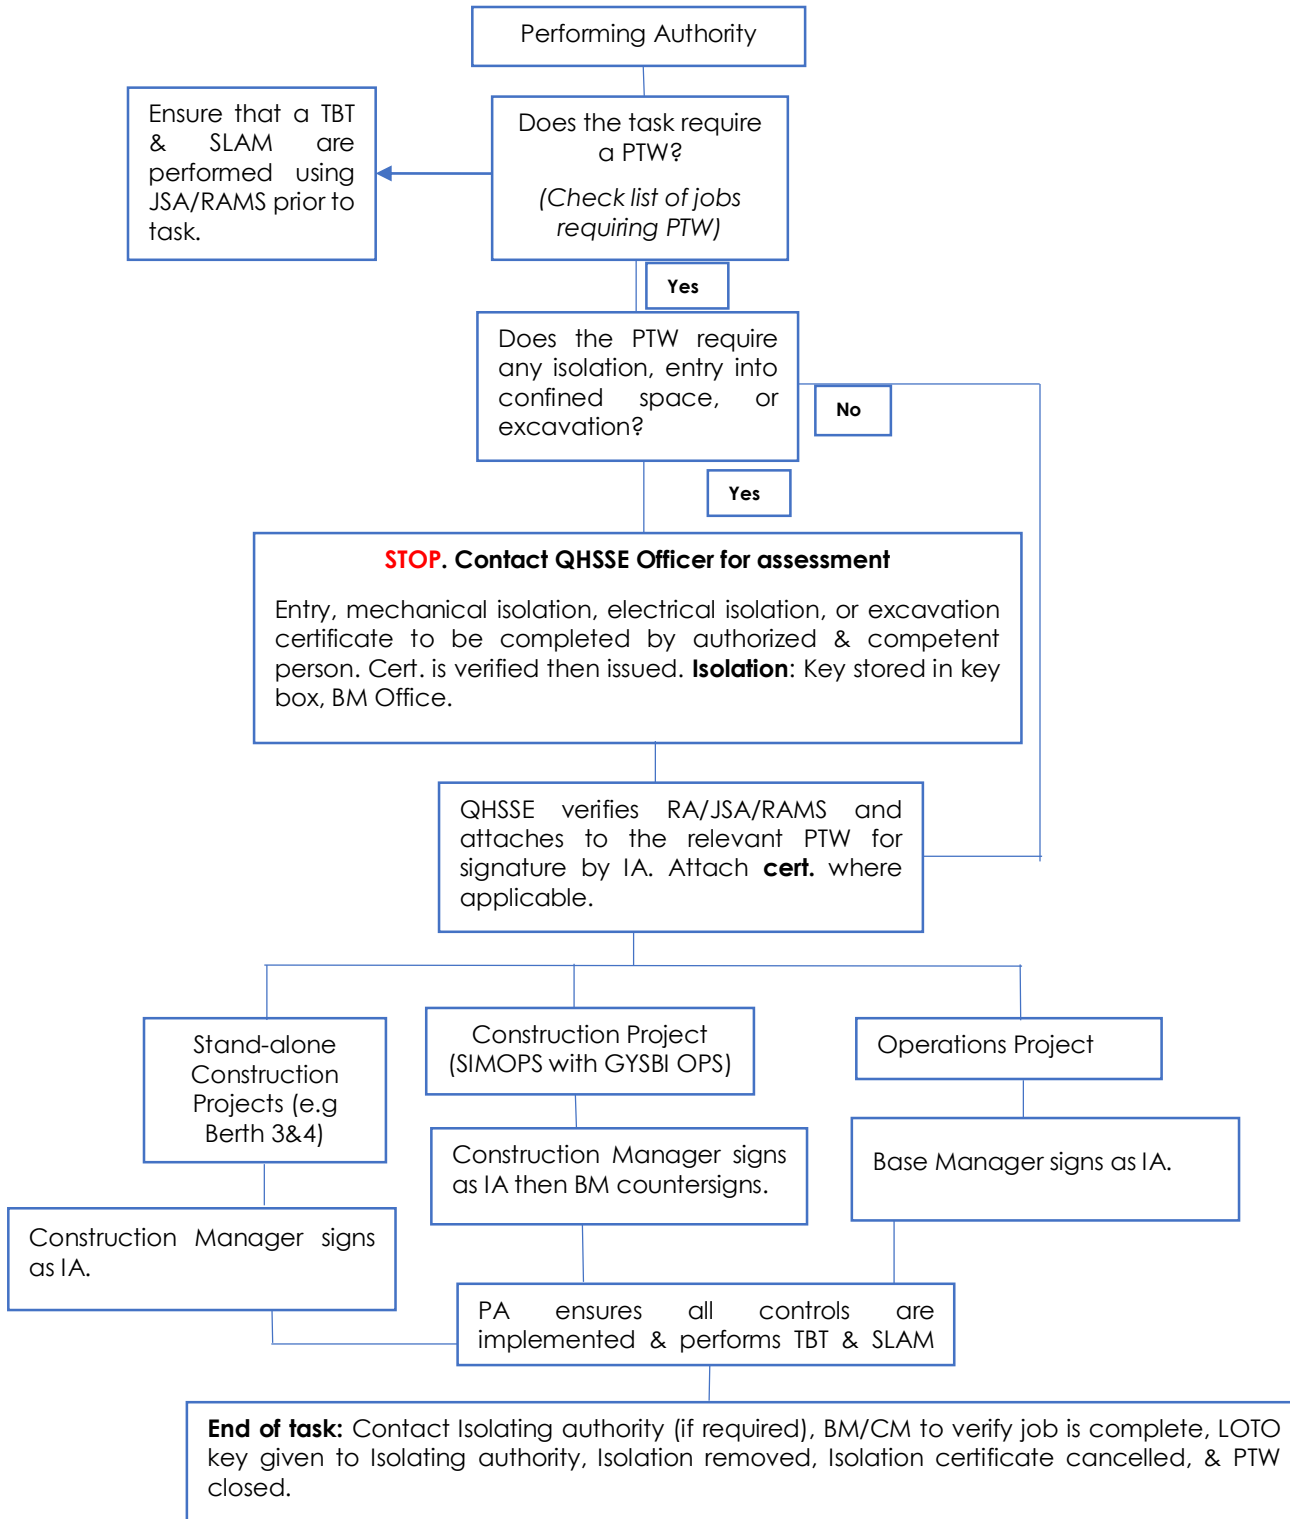 Performing Authority
Ensure that a TBT
& SLAM are
performed using
JSA/RAMS prior to
task.
Does the task require
a PTW?
(Check list of jobs
requiring PTW)
Yes
Does the PTW require
any isolation, entry into
confined space, or
excavation?
No
Yes
STOP. Contact QHSSE Officer for assessment
Entry, mechanical isolation, electrical isolation, or excavation
certificate to be completed by authorized & competent
person. Cert. is verified then issued. Isolation: Key stored in key
box, BM Office.
QHSSE verifies RA/JSA/RAMS and
attaches to the relevant PTW for
signature by IA. Attach cert. where
applicable.
Stand-alone
Construction
Projects (e.g
Berth 3&4)
Construction Project
(SIMOPS with GYSBI OPS)
Operations Project
Construction Manager signs
as IA then BM countersigns.
Base Manager signs as IA.
Construction Manager signs
as IA.
PA ensures all controls are
implemented & performs TBT & SLAM
End of task: Contact Isolating authority (if required), BM/CM to verify job is complete, LOTO
key given to Isolating authority, Isolation removed, Isolation certificate cancelled, & PTW
closed.